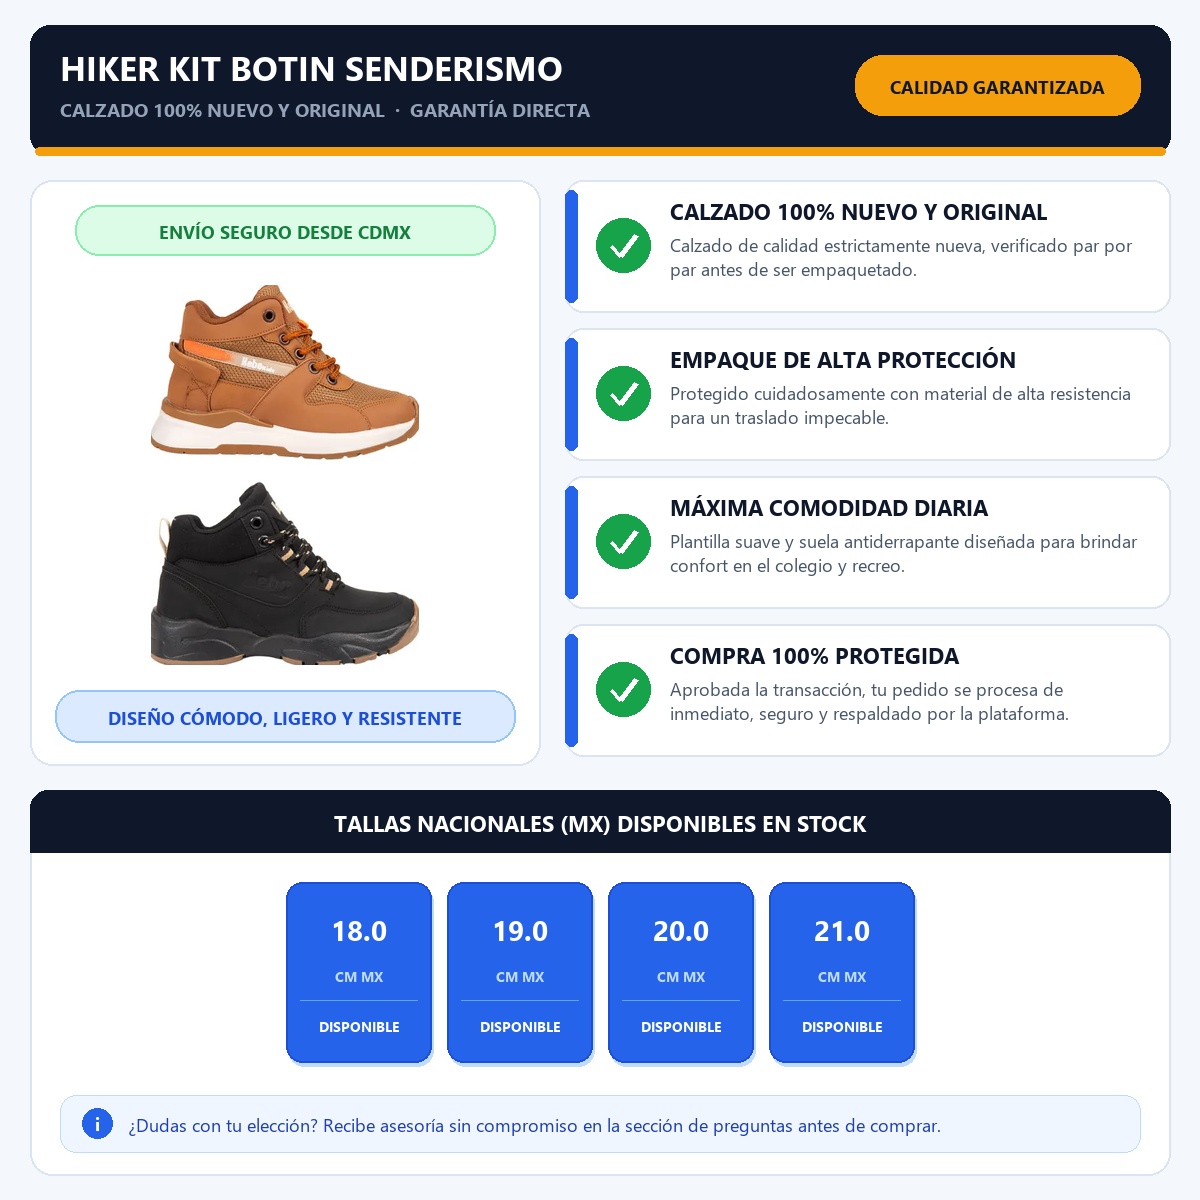 HIKER KIT BOTIN SENDERISMO
CALZADO 100% NUEVO Y ORIGINAL · GARANTÍA DIRECTA
CALIDAD GARANTIZADA
ENVÍO SEGURO DESDE CDMX
DISEÑO CÓMODO, LIGERO Y RESISTENTE
CALZADO 100% NUEVO Y ORIGINAL
Calzado de calidad estrictamente nueva, verificado par por
par antes de ser empaquetado.
EMPAQUE DE ALTA PROTECCIÓN
Protegido cuidadosamente con material de alta resistencia
para un traslado impecable.
MÁXIMA COMODIDAD DIARIA
Plantilla suave y suela antiderrapante diseñada para brindar
confort en el colegio y recreo.
COMPRA 100% PROTEGIDA
Aprobada la transacción, tu pedido se procesa de
inmediato, seguro y respaldado por la plataforma.
TALLAS NACIONALES (MX) DISPONIBLES EN STOCK
18.0
CM MX
DISPONIBLE
19.0
CM MX
DISPONIBLE
20.0
CM MX
DISPONIBLE
21.0
CM MX
DISPONIBLE
¿Dudas con tu elección? Recibe asesoría sin compromiso en la sección de preguntas antes de comprar.